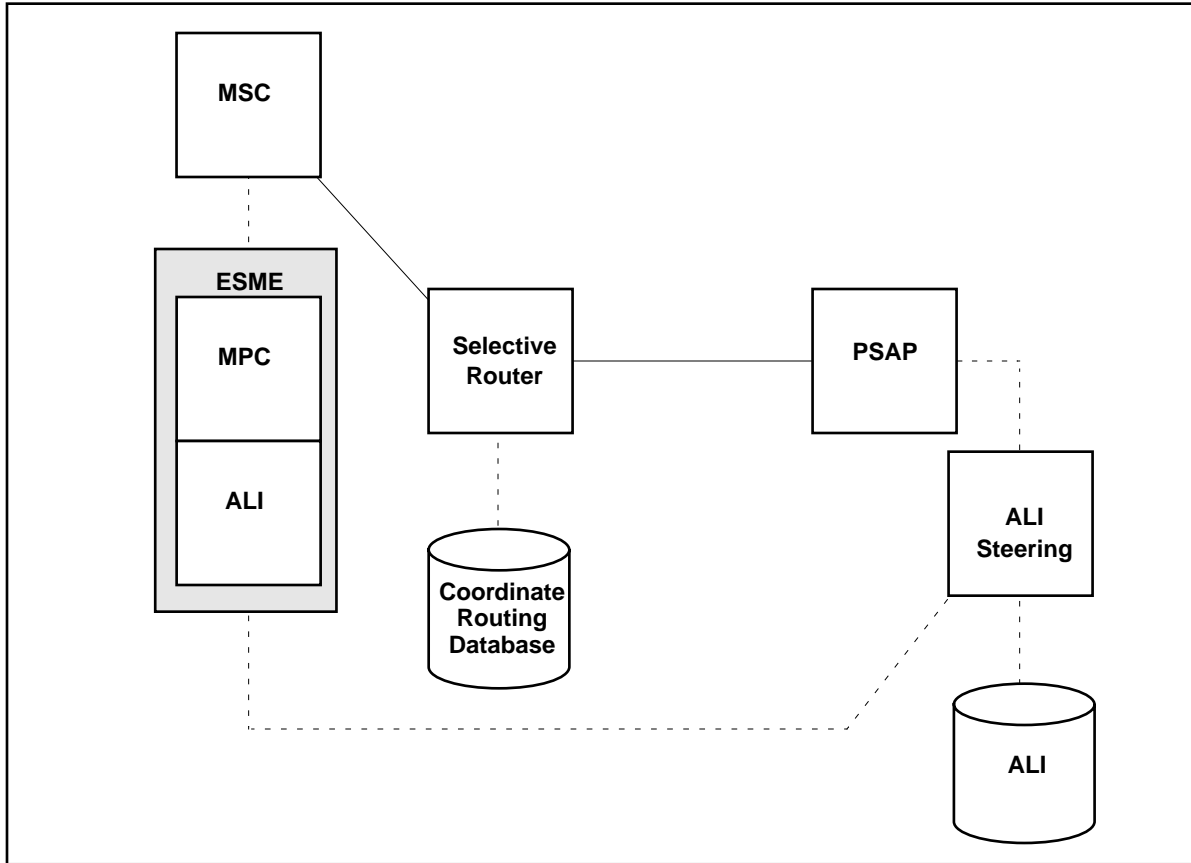 MSC
ESME
MPC
ALI
Selective
Router
PSAP
Coordinate
Routing
Database
ALI
Steering
ALI